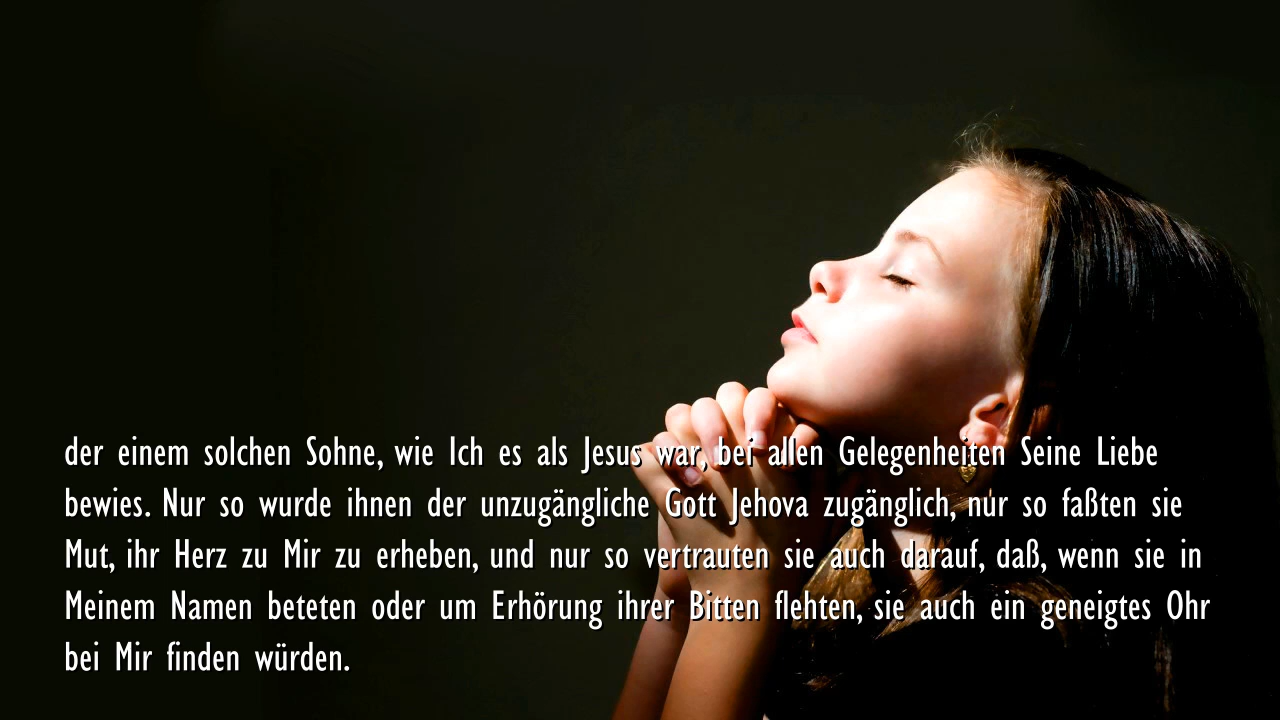 der einem solchen Sohne, wie Ich es als Jesus war, bei allen Gelegenheiten Seine Liebe
bewies. Nur so wurde ihnen der unzugängliche Gott Jehova zugänglich, nur so faßten sie
Mut, ihr Herz zu Mir zu erheben, und nur so vertrauten sie auch darauf, daß, wenn sie in
Meinem Namen beteten oder um Erhörung ihrer Bitten flehten, sie auch ein geneigtes Ohr
bei Mir finden würden.